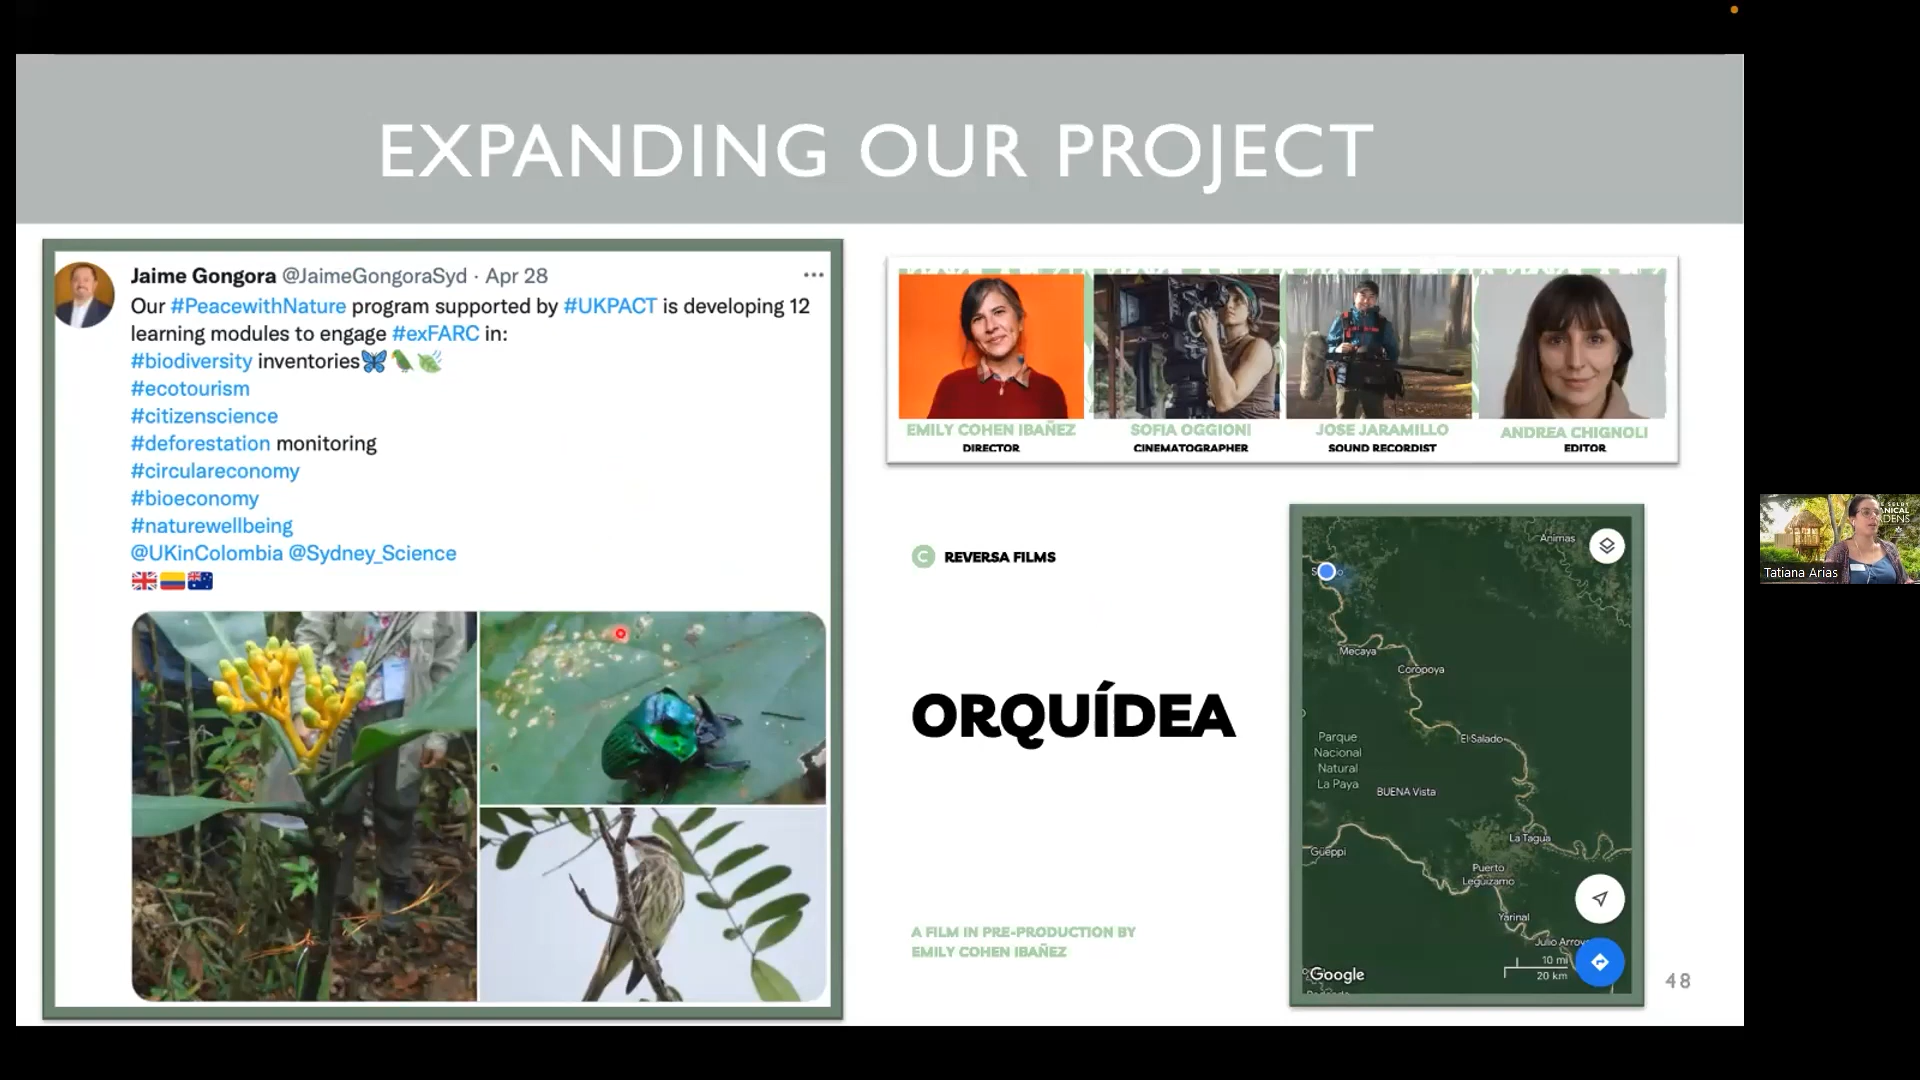 EXPANDING OUR PROJECT
Jaime Gongora @JaimeGongoraSyd · Apr 28
Our #PeacewithNature program supported by #UKPACT is developing 12
learning modules to engage #exFARC in:
#biodiversity inventories
#ecotourism
#citizenscience
#deforestation monitoring
#circulareconomy
#bioeconomy
#naturewellbeing
@UKinColombia @Sydney_Science
EMILY COHEN IBAÑEZ
DIRECTOR
SOFIA OGGIONI
CINEMATOGRAPHER
JOSE JARAMILLO
SOUND RECORDIST
ANDREA CHIGNOLI
EDITOR
C REVERSA FILMS
ORQUÍDEA
A FILM IN PRE-PRODUCTION BY
EMILY COHEN IBAÑEZ
Animas
Mecaya
Coropoya
El Salado
Parque
Nacional
Natural
La Paya
BUENA Vista
La Tagua
Güeppi
Puerto
Leguizamo
Yarinal
Julio Arroyo
10 mi
20 km
Google
48
Tatiana Arias